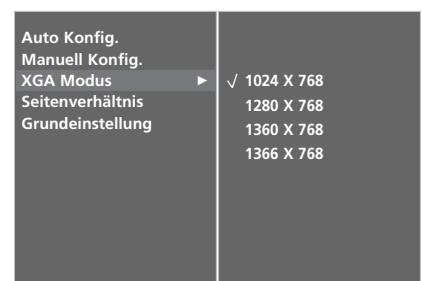 Auto Konfig.
Manuell Konfig.
XGA Modus ►
Seitenverhältnis
Grundeinstellung
√ 1024 X 768
1280 X 768
1360 X 768
1366 X 768